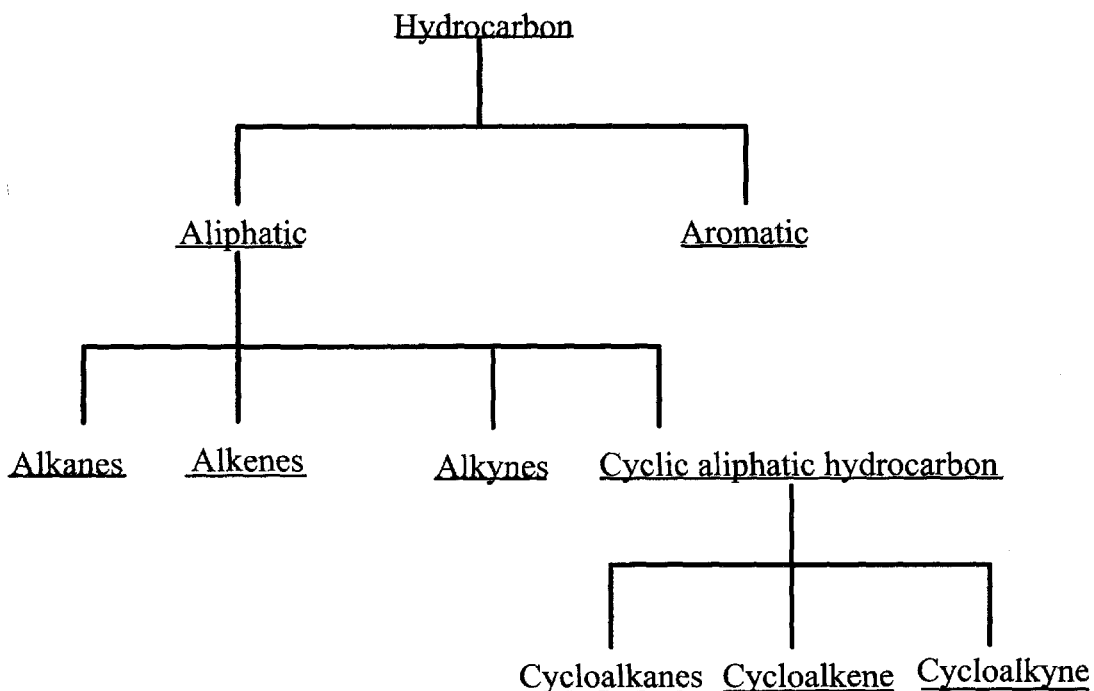 Hydrocarbon
Aliphatic Aromatic
Alkanes Alkenes Alkynes Cyclic aliphatic hydrocarbon
Cycloalkanes Cycloalkene Cycloalkyne